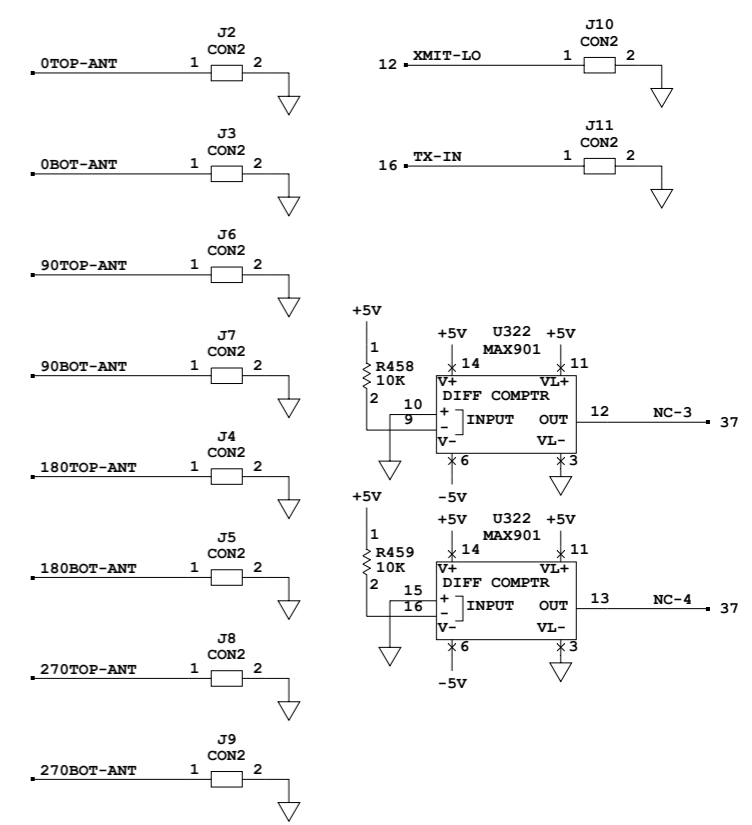 J2
CON2
0TOP-ANT 1 2
J3
CON2
0BOT-ANT 1 2
J6
CON2
90TOP-ANT 1 2
J7
CON2
90BOT-ANT 1 2
J4
CON2
180TOP-ANT 1 2
J5
CON2
180BOT-ANT 1 2
J8
CON2
270TOP-ANT 1 2
J9
CON2
270BOT-ANT 1 2
J10
CON2
12 XMIT-LO 1 2
J11
CON2
16 TX-IN 1 2
+5V
1
R458
10K
2
+5V U322 +5V
MAX901
14 11
V+ VL+
DIFF COMPTR
10 + INPUT OUT 12 NC-3 37
9 -
V- VL-
6 3
-5V
+5V
1
R459
10K
2
+5V U322 +5V
MAX901
14 11
V+ VL+
DIFF COMPTR
15 + INPUT OUT 13 NC-4 37
16 -
V- VL-
6 3
-5V